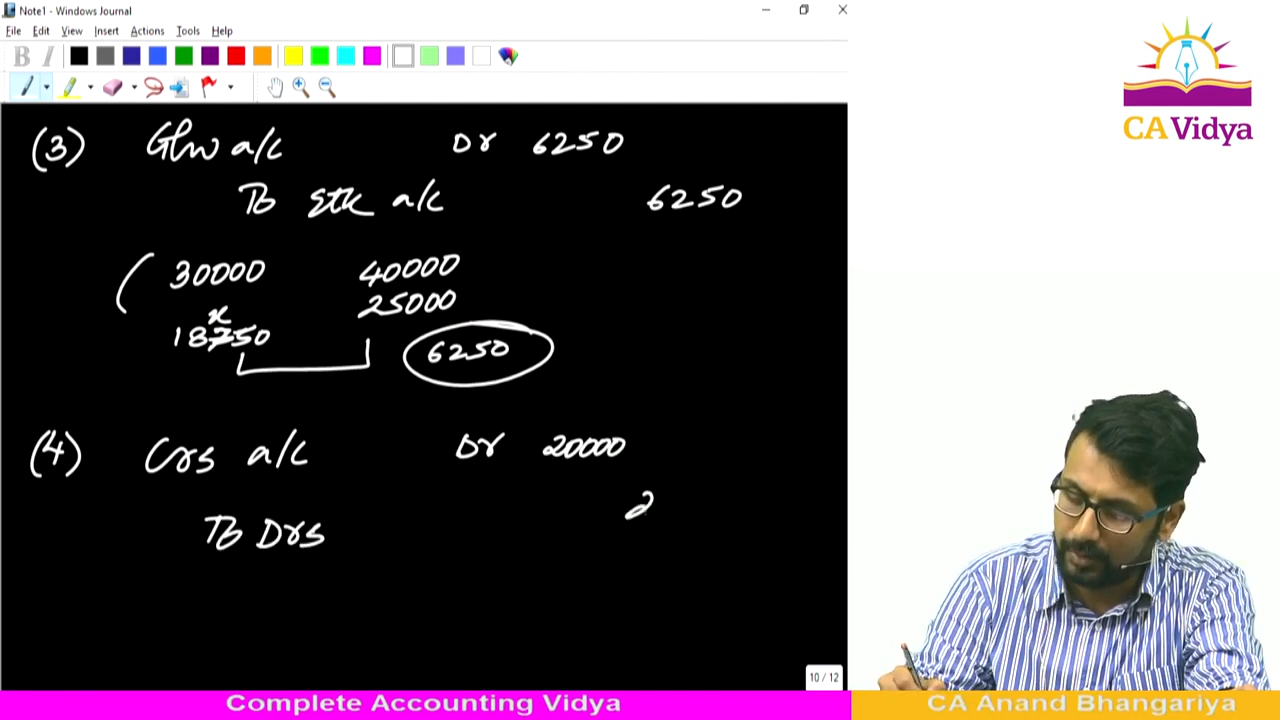 Note1 - Windows Journal
File Edit View Insert Actions Tools Help
B I
CA Vidya
(3) G/w a/c Dr 6250
To Stk a/c 6250
30000 40000
x 25000
18750 6250
(4) Crs a/c Dr 20000
To Drs 2
10 / 12
Complete Accounting Vidya
CA Anand Bhangariya